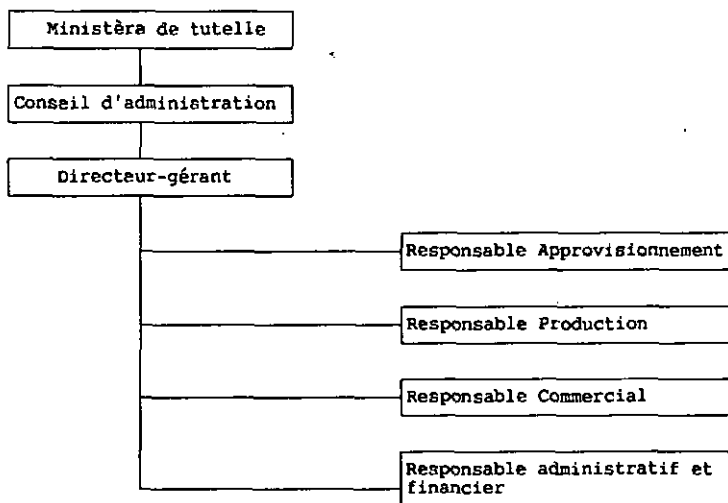 Ministèra de tutelle
Conseil d'administration
Directeur-gérant
Responsable Approvisionnement
Responsable Production
Responsable Commercial
Responsable administratif et
financier